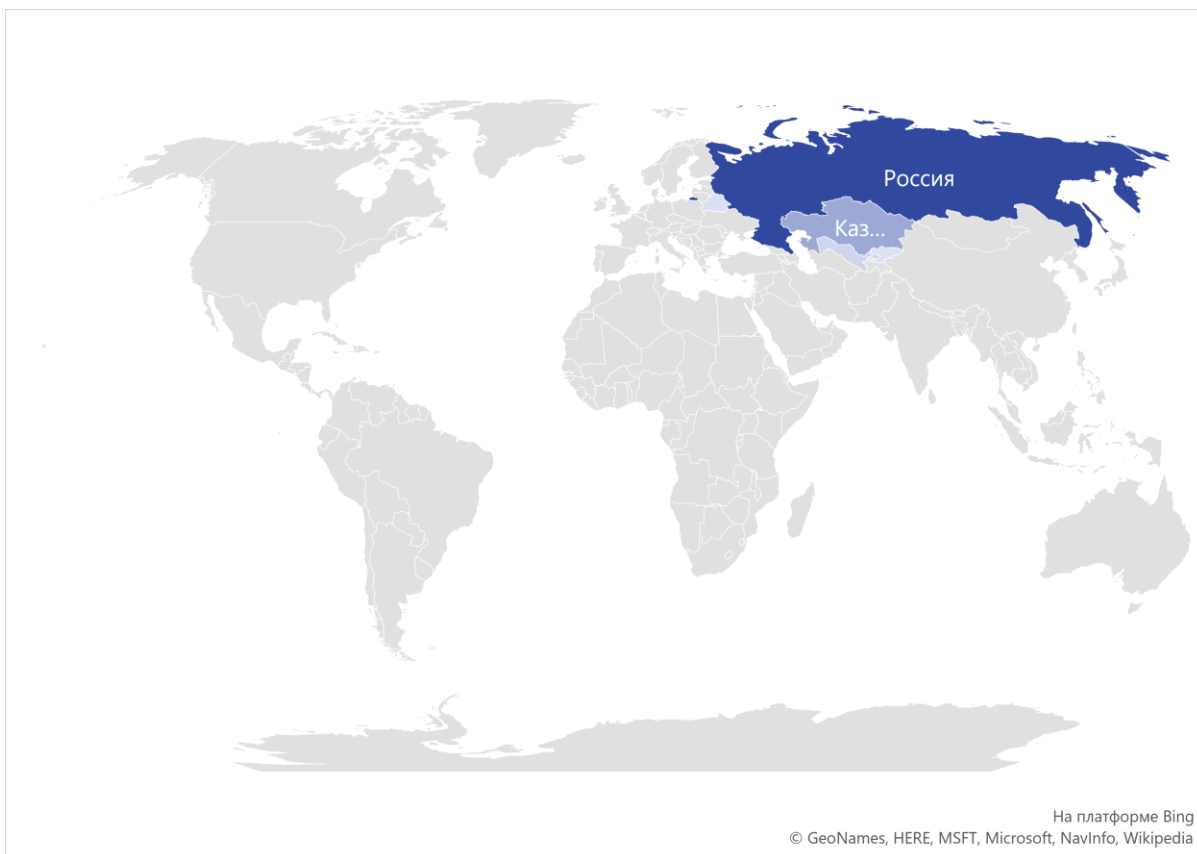 Россия
Каз...
На платформе Bing
© GeoNames, HERE, MSFT, Microsoft, NavInfo, Wikipedia